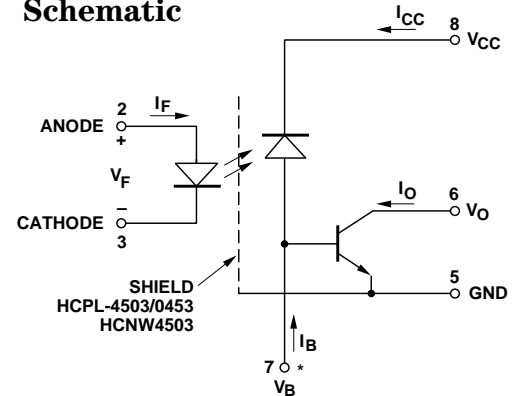 Schematic
ICC
8
VCC
2
IF
ANODE
+
VF
IO
6
VO
–
CATHODE
3
5
GND
SHIELD
HCPL-4503/0453
HCNW4503
IB
7 *
VB